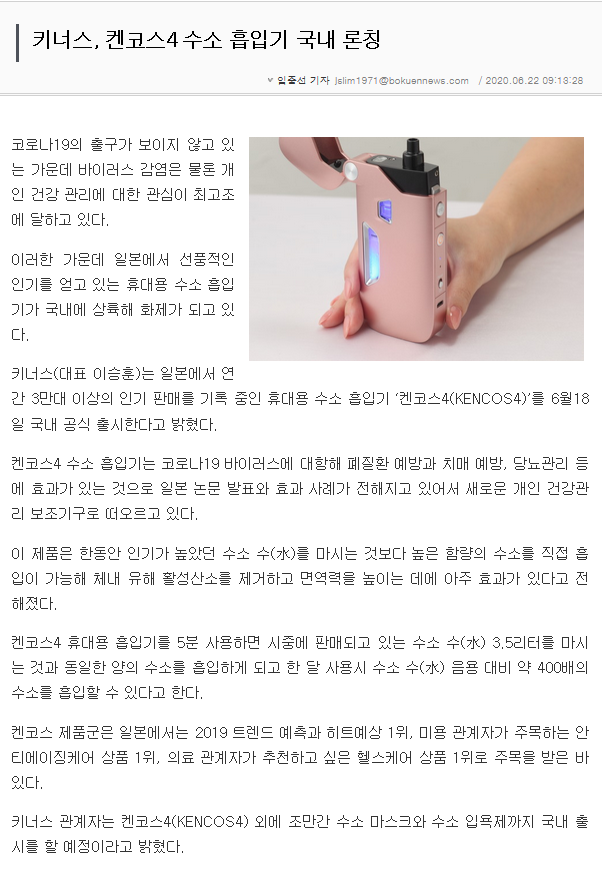 키너스, 켄코스4 수소 흡입기 국내 론칭
임중선 기자 jslim1971@bokuennews.com / 2020.06.22 09:13:28
코로나19의 출구가 보이지 않고 있
는 가운데 바이러스 감염은 물론 개
인 건강 관리에 대한 관심이 최고조
에 달하고 있다.
이러한 가운데 일본에서 선풍적인
인기를 얻고 있는 휴대용 수소 흡입
기가 국내에 상륙해 화제가 되고 있
다.
키너스(대표 이승훈)는 일본에서 연
간 3만대 이상의 인기 판매를 기록 중인 휴대용 수소 흡입기 ‘켄코스4(KENCOS4)’를 6월18
일 국내 공식 출시한다고 밝혔다.
켄코스4 수소 흡입기는 코로나19 바이러스에 대항해 폐질환 예방과 치매 예방, 당뇨관리 등
에 효과가 있는 것으로 일본 논문 발표와 효과 사례가 전해지고 있어서 새로운 개인 건강관
리 보조기구로 떠오르고 있다.
이 제품은 한동안 인기가 높았던 수소 수(水)를 마시는 것보다 높은 함량의 수소를 직접 흡
입이 가능해 체내 유해 활성산소를 제거하고 면역력을 높이는 데에 아주 효과가 있다고 전
해졌다.
켄코스4 휴대용 흡입기를 5분 사용하면 시중에 판매되고 있는 수소 수(水) 3.5리터를 마시
는 것과 동일한 양의 수소를 흡입하게 되고 한 달 사용시 수소 수(水) 음용 대비 약 400배의
수소를 흡입할 수 있다고 한다.
켄코스 제품군은 일본에서는 2019 트렌드 예측과 히트예상 1위, 미용 관계자가 주목하는 안
티에이징케어 상품 1위, 의료 관계자가 추천하고 싶은 헬스케어 상품 1위로 주목을 받은 바
있다.
키너스 관계자는 켄코스4(KENCOS4) 외에 조만간 수소 마스크와 수소 입욕제까지 국내 출
시를 할 예정이라고 밝혔다.